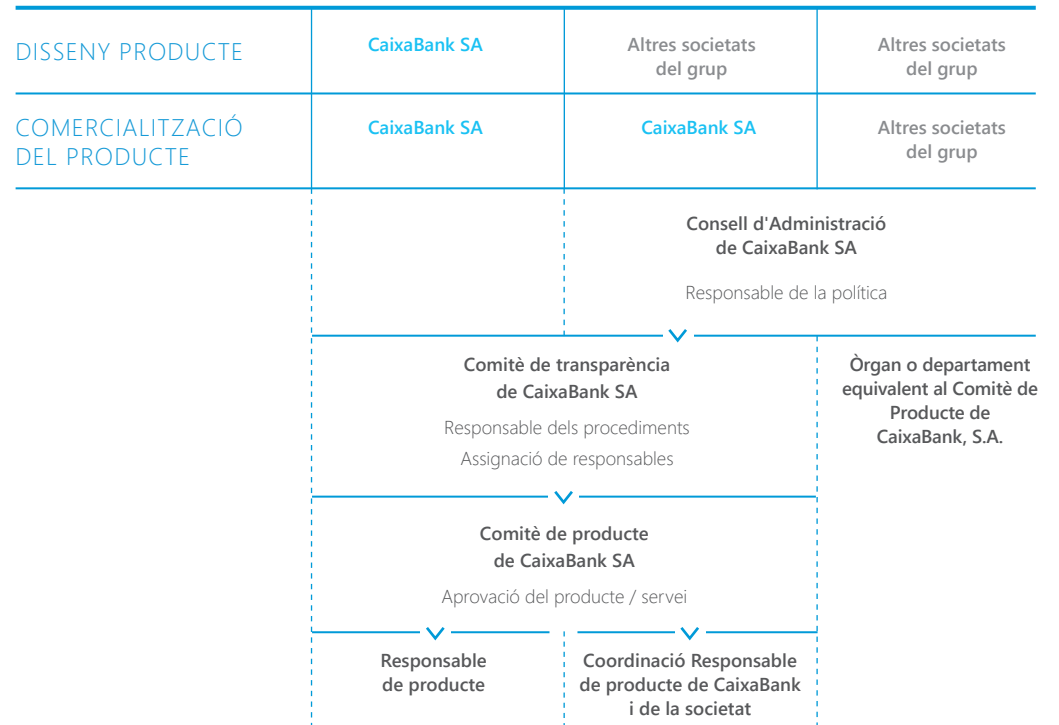 DISSENY PRODUCTE
CaixaBank SA
Altres societats
del grup
Altres societats
del grup
COMERCIALITZACIÓ
DEL PRODUCTE
CaixaBank SA
CaixaBank SA
Altres societats
del grup
Consell d'Administració
de CaixaBank SA
Responsable de la política
Comitè de transparència
de CaixaBank SA
Responsable dels procediments
Assignació de responsables
Òrgan o departament
equivalent al Comitè de
Producte de
CaixaBank, S.A.
Comitè de producte
de CaixaBank SA
Aprovació del producte / servei
Responsable
de producte
Coordinació Responsable
de producte de CaixaBank
i de la societat